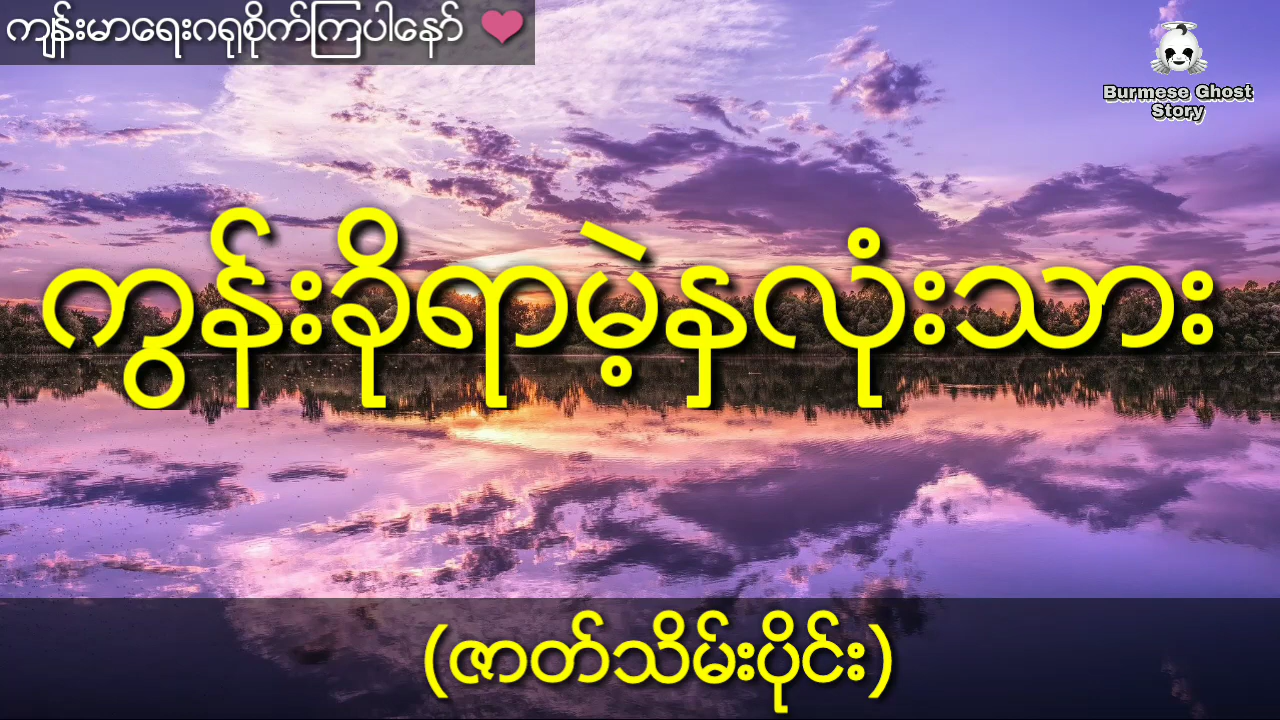 ကျန်းမာရေးဂရုစိုက်ကြပါနော် ❤
Burmese Ghost
Story
ကွန်းခိုရာမဲ့နှလုံးသား
(ဇာတ်သိမ်းပိုင်း)